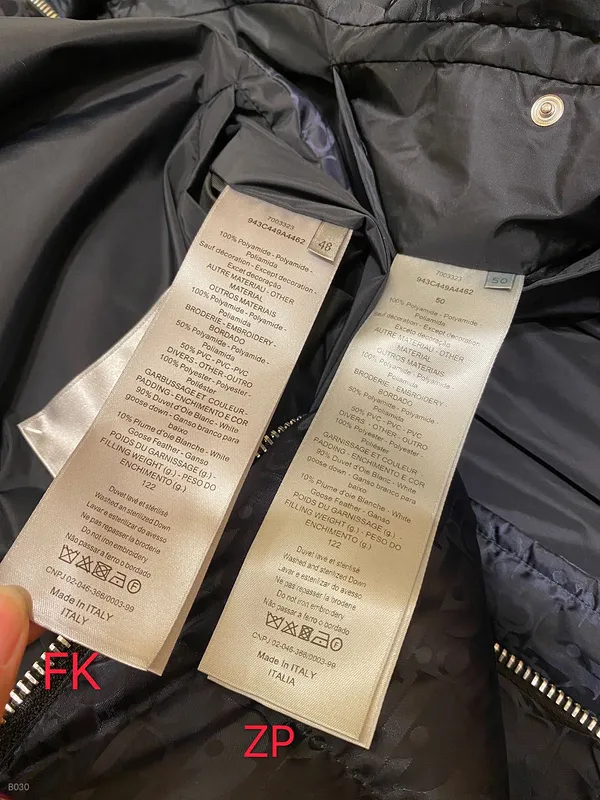 7003323
943C449A4462
48
100% Polyamide - Polyamide -
Poliamida
Sauf décoration - Except decoration -
Exceto decoração
AUTRE MATERIAU - OTHER
MATERIAL
OUTROS MATERIAIS
100% Polyamide - Polyamide -
Poliamida
BRODERIE - EMBROIDERY -
BORDADO
50% Polyamide - Polyamide -
Poliamida
50% PVC - PVC - PVC
DIVERS - OTHER - OUTRO
100% Polyester - Polyester -
Poliéster
GARBUSSAGE ET COULEUR -
PADDING - ENCHIMENTO E COR
90% Duvet d'Oie Blanc - White
goose down - Ganso branco para
baixo
10% Plume d'oie Blanche - White
Goose Feather - Ganso
POIDS DU GARNISSAGE (g.) -
FILLING WEIGHT (g.) - PESO DO
ENCHIMENTO (g.)
122
Duvet lavé et stérilisé
Washed and sterilized Down
Lavar e esterilizado do avesso
Ne pas repasser la broderie
Do not iron embroidery
Não passar a ferro o bordado
CNPJ 02-046-386/0003-99
Made in ITALY
ITALY
7003323
943C449A4462
50
50
100% Polyamide - Polyamide -
Poliamida
Sauf décoration - Except decoration -
Exceto decoração
AUTRE MATERIAU - OTHER
MATERIAL
OUTROS MATERIAIS
100% Polyamide - Polyamide -
Poliamida
BRODERIE - EMBROIDERY -
BORDADO
50% Polyamide - Polyamide -
Poliamida
50% PVC - PVC - PVC
DIVERS - OTHER - OUTRO
100% Polyester - Polyester -
Poliéster
GARNISSAGE ET COULEUR
PADDING - ENCHIMENTO E COR
90% Duvet d'Oie Blanc - White
goose down - Ganso branco para
baixo
10% Plume d'oie Blanche - White
Goose Feather - Ganso
POIDS DU GARNISSAGE (g.) -
FILLING WEIGHT (g.) - PESO DO
ENCHIMENTO (g.)
122
Duvet lavé et stérilisé
Washed and sterilized Down
Lavar e esterilizado do avesso
Ne pas repasser la broderie
Do not iron embroidery
Não passar a ferro o bordado
CNPJ 02-046-386/0003-99
Made in ITALY
ITALIA
FK
ZP
B030